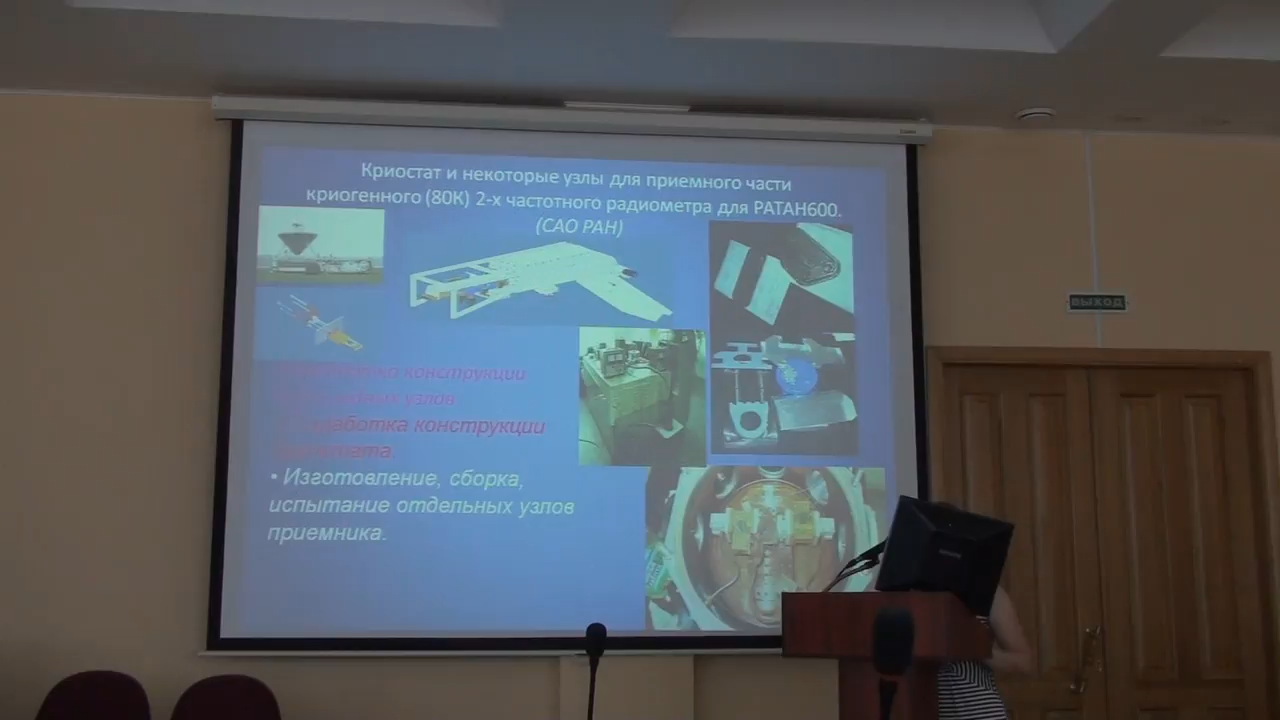 Криостат и некоторые узлы для приемного части
криогенного (80К) 2-х частотного радиометра для РАТАН600.
(САО РАН)
конструкции
узлов
конструкции
• Изготовление, сборка,
испытание отдельных узлов
приемника.
ВЫХОД